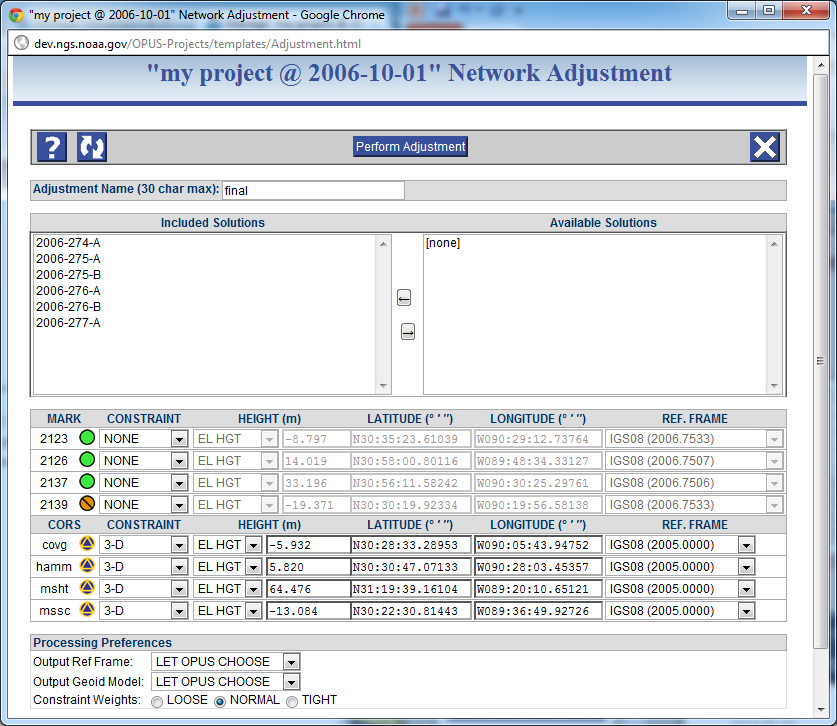 "my project @ 2006-10-01" Network Adjustment - Google Chrome
dev.ngs.noaa.gov/OPUS-Projects/templates/Adjustment.html
"my project @ 2006-10-01" Network Adjustment
? Perform Adjustment
Adjustment Name (30 char max): final
Included Solutions Available Solutions
2006-274-A [none]
2006-275-A
2006-275-B
2006-276-A
2006-276-B
2006-277-A
MARK CONSTRAINT HEIGHT (m) LATITUDE (° ′ ″) LONGITUDE (° ′ ″) REF. FRAME
2123 NONE EL HGT -8.797 N30:35:23.61039 W090:29:12.73764 IGS08 (2006.7533)
2126 NONE EL HGT 14.019 N30:58:00.80116 W089:48:34.33127 IGS08 (2006.7507)
2137 NONE EL HGT 33.196 N30:56:11.58242 W090:30:25.29761 IGS08 (2006.7506)
2139 NONE EL HGT -19.371 N30:30:19.92334 W090:19:56.58138 IGS08 (2006.7533)
CORS CONSTRAINT HEIGHT (m) LATITUDE (° ′ ″) LONGITUDE (° ′ ″) REF. FRAME
covg 3-D EL HGT -5.932 N30:28:33.28953 W090:05:43.94752 IGS08 (2005.0000)
hamm 3-D EL HGT 5.820 N30:30:47.07133 W090:28:03.45357 IGS08 (2005.0000)
msht 3-D EL HGT 64.476 N31:19:39.16104 W089:20:10.65121 IGS08 (2005.0000)
mssc 3-D EL HGT -13.084 N30:22:30.81443 W089:36:49.92726 IGS08 (2005.0000)
Processing Preferences
Output Ref Frame: LET OPUS CHOOSE
Output Geoid Model: LET OPUS CHOOSE
Constraint Weights: LOOSE NORMAL TIGHT